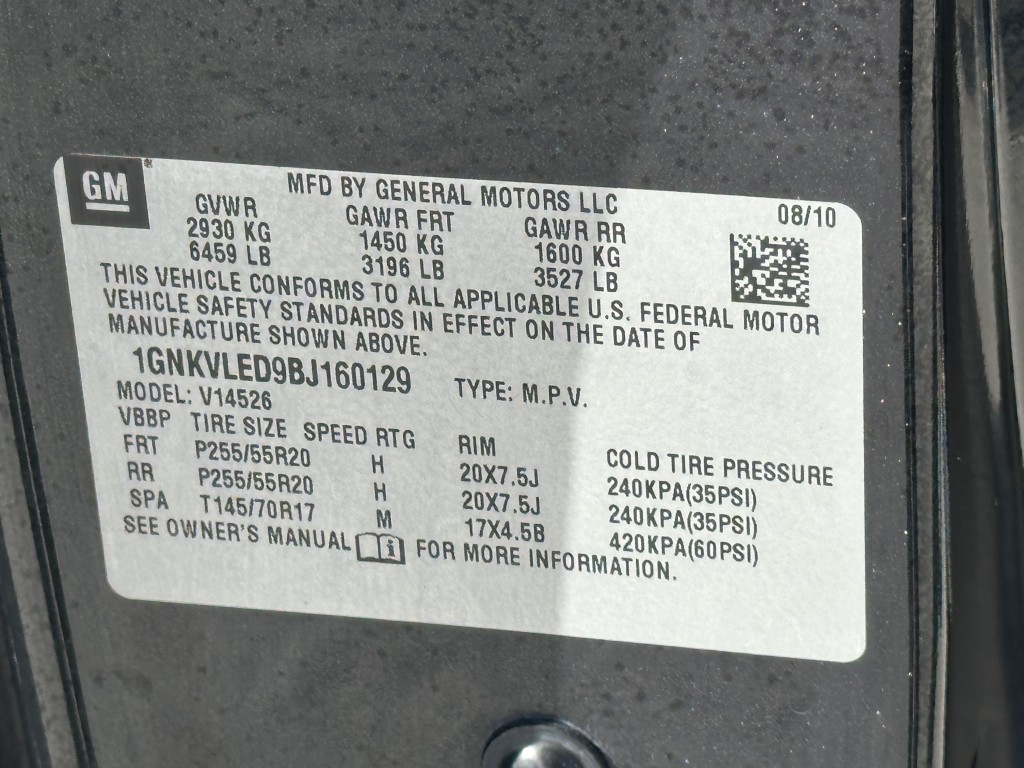 GM
MFD BY GENERAL MOTORS LLC 08/10
GVWR GAWR FRT GAWR RR
2930 KG 1450 KG 1600 KG
6459 LB 3196 LB 3527 LB
THIS VEHICLE CONFORMS TO ALL APPLICABLE U.S. FEDERAL MOTOR
VEHICLE SAFETY STANDARDS IN EFFECT ON THE DATE OF
MANUFACTURE SHOWN ABOVE.
1GNKVLED9BJ160129 TYPE: M.P.V.
MODEL: V14526
VBBP TIRE SIZE SPEED RTG RIM COLD TIRE PRESSURE
FRT P255/55R20 H 20X7.5J 240KPA(35PSI)
RR P255/55R20 H 20X7.5J 240KPA(35PSI)
SPA T145/70R17 M 17X4.5B 420KPA(60PSI)
SEE OWNER'S MANUAL i FOR MORE INFORMATION.